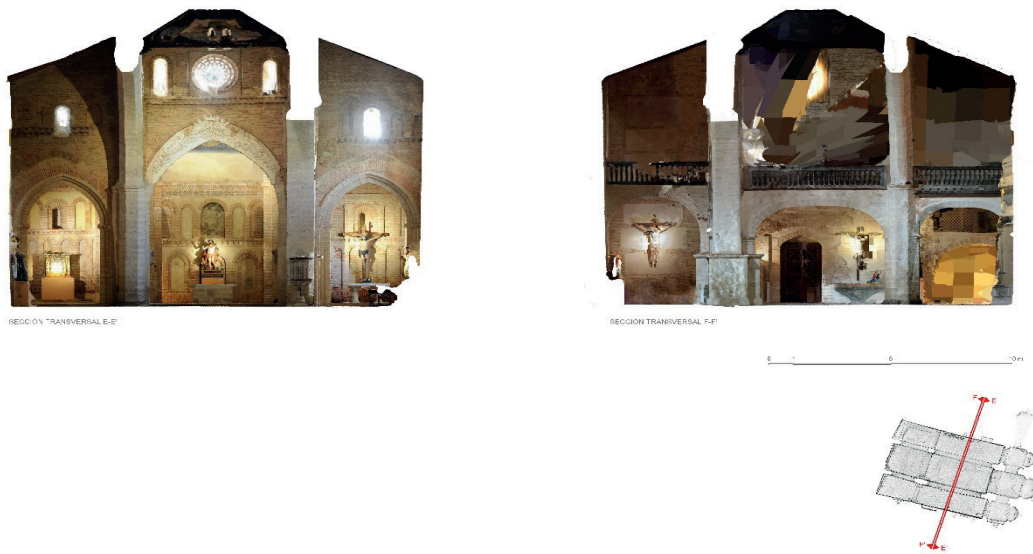 SECCION TRANSVERSAL E-E'
SECCION TRANSVERSAL F-F'
0 1 5 10 m
F E
F' E'